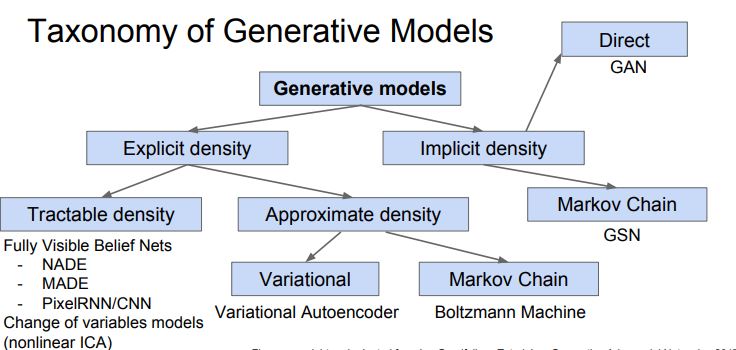 Taxonomy of Generative Models
Direct
GAN
Generative models
Explicit density
Implicit density
Tractable density
Approximate density
Markov Chain
GSN
Fully Visible Belief Nets
- NADE
- MADE
- PixelRNN/CNN
Change of variables models
(nonlinear ICA)
Variational
Variational Autoencoder
Markov Chain
Boltzmann Machine